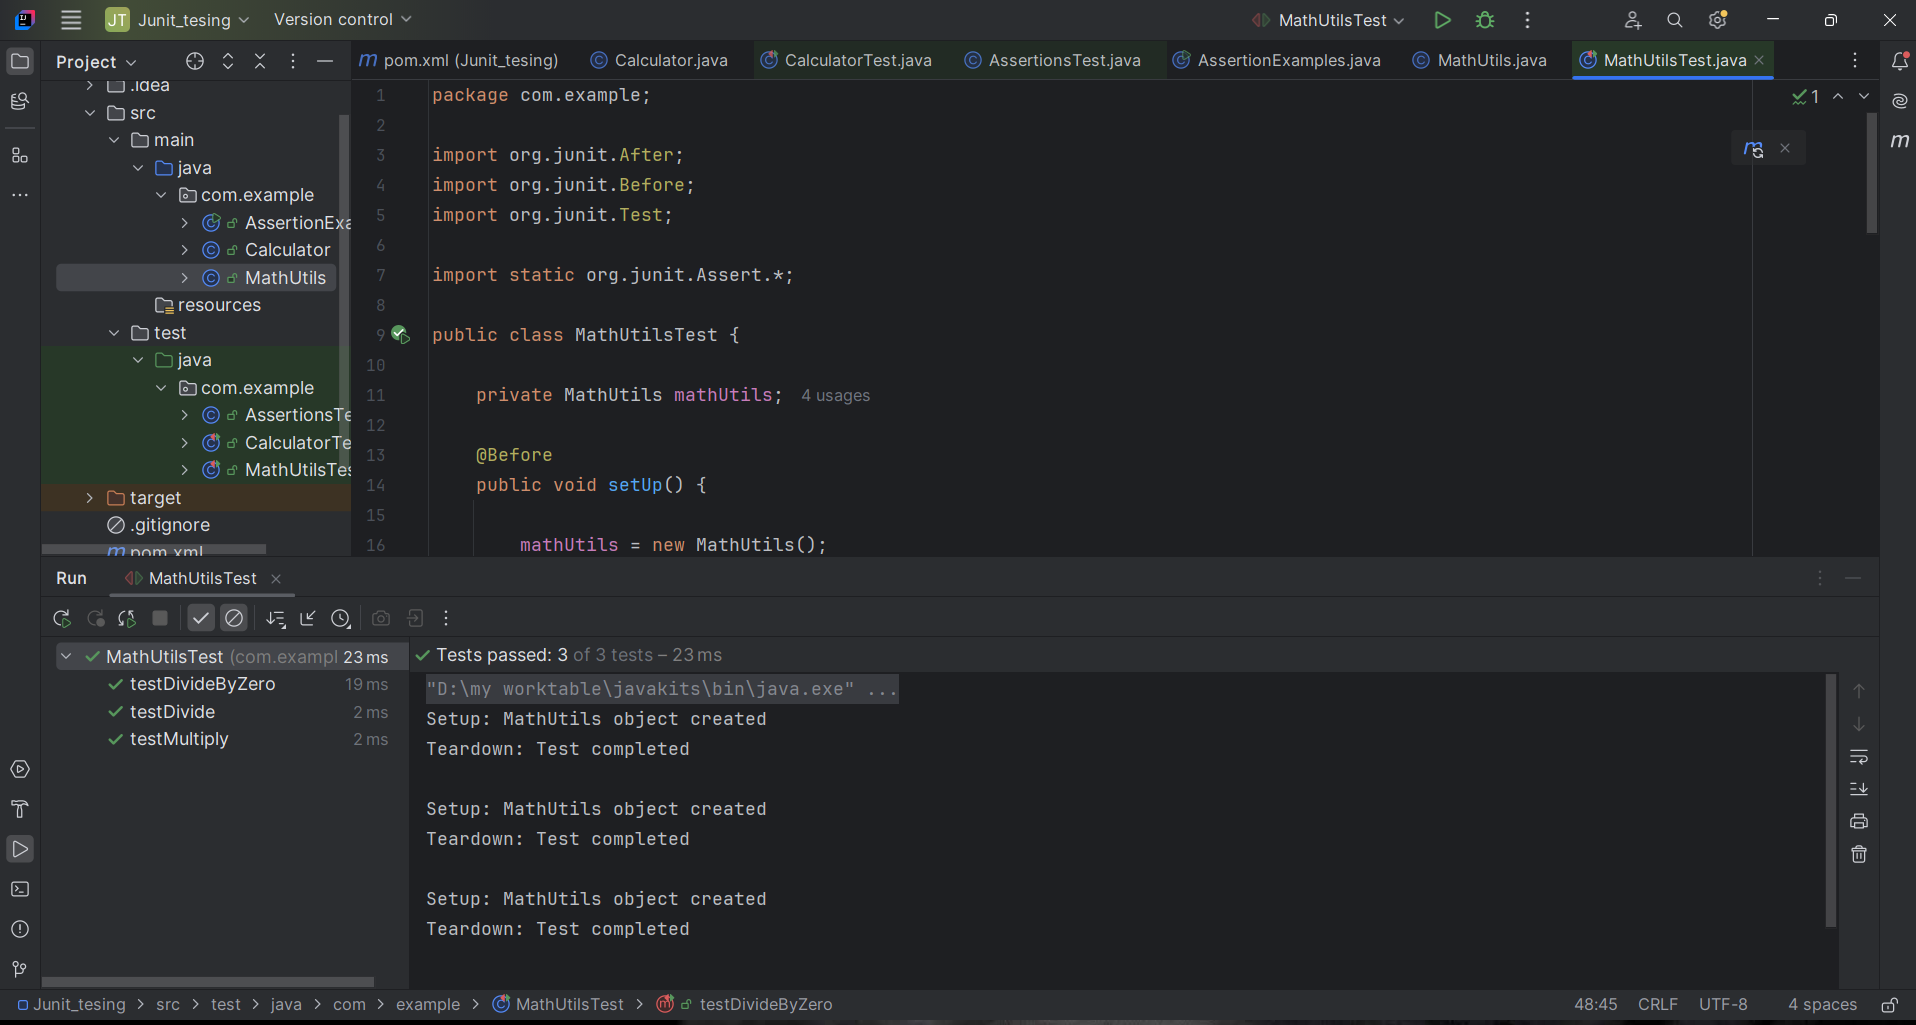 JT Junit_tesing Version control MathUtilsTest
Project
pom.xml (Junit_tesing) Calculator.java CalculatorTest.java AssertionsTest.java AssertionExamples.java MathUtils.java MathUtilsTest.java
.idea
src
main
java
com.example
AssertionExa
Calculator
MathUtils
resources
test
java
com.example
AssertionsTe
CalculatorTe
MathUtilsTes
target
.gitignore
pom.xml
1 package com.example;
2
3 import org.junit.After;
4 import org.junit.Before;
5 import org.junit.Test;
6
7 import static org.junit.Assert.*;
8
9 public class MathUtilsTest {
10
11 private MathUtils mathUtils; 4 usages
12
13 @Before
14 public void setUp() {
15
16 mathUtils = new MathUtils();
1
m
m
Run MathUtilsTest
MathUtilsTest (com.exampl 23 ms
testDivideByZero 19 ms
testDivide 2 ms
testMultiply 2 ms
Tests passed: 3 of 3 tests – 23 ms
"D:\my worktable\javakits\bin\java.exe" ...
Setup: MathUtils object created
Teardown: Test completed
Setup: MathUtils object created
Teardown: Test completed
Setup: MathUtils object created
Teardown: Test completed
Junit_tesing > src > test > java > com > example > MathUtilsTest > testDivideByZero 48:45 CRLF UTF-8 4 spaces